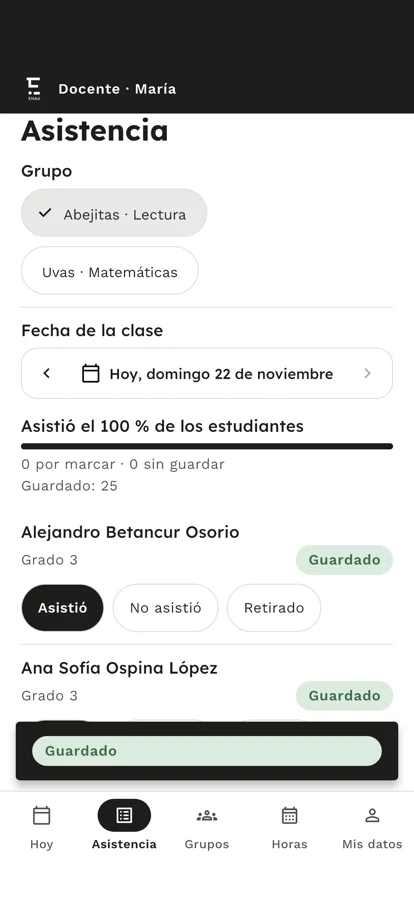 Docente · María
Asistencia
Grupo
Abejitas · Lectura
Uvas · Matemáticas
Fecha de la clase
Hoy, domingo 22 de noviembre
Asistió el 100 % de los estudiantes
0 por marcar · 0 sin guardar
Guardado: 25
Alejandro Betancur Osorio
Grado 3
Guardado
Asistió
No asistió
Retirado
Ana Sofía Ospina López
Grado 3
Guardado
Guardado
Hoy
Asistencia
Grupos
Horas
Mis datos